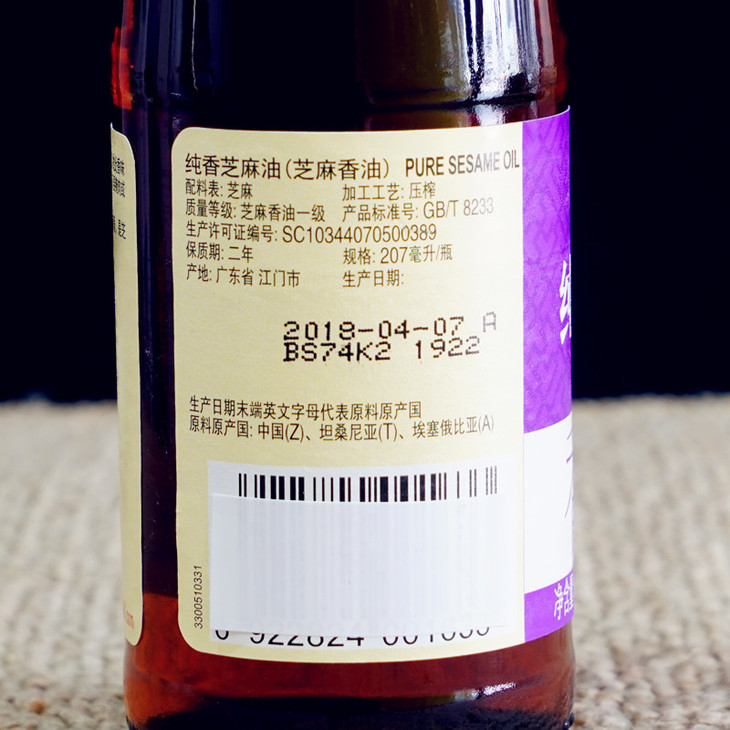 纯香芝麻油(芝麻香油) PURE SESAME OIL
配料表: 芝麻 加工工艺: 压榨
质量等级: 芝麻香油一级 产品标准号: GB/T 8233
生产许可证编号: SC10344070500389
保质期: 二年 规格: 207毫升/瓶
产地: 广东省 江门市 生产日期:
2018-04-07 A
BS74K2 1922
生产日期末端英文字母代表原料原产国
原料原产国: 中国(Z)、坦桑尼亚(T)、埃塞俄比亚(A)
3300510331
净含量